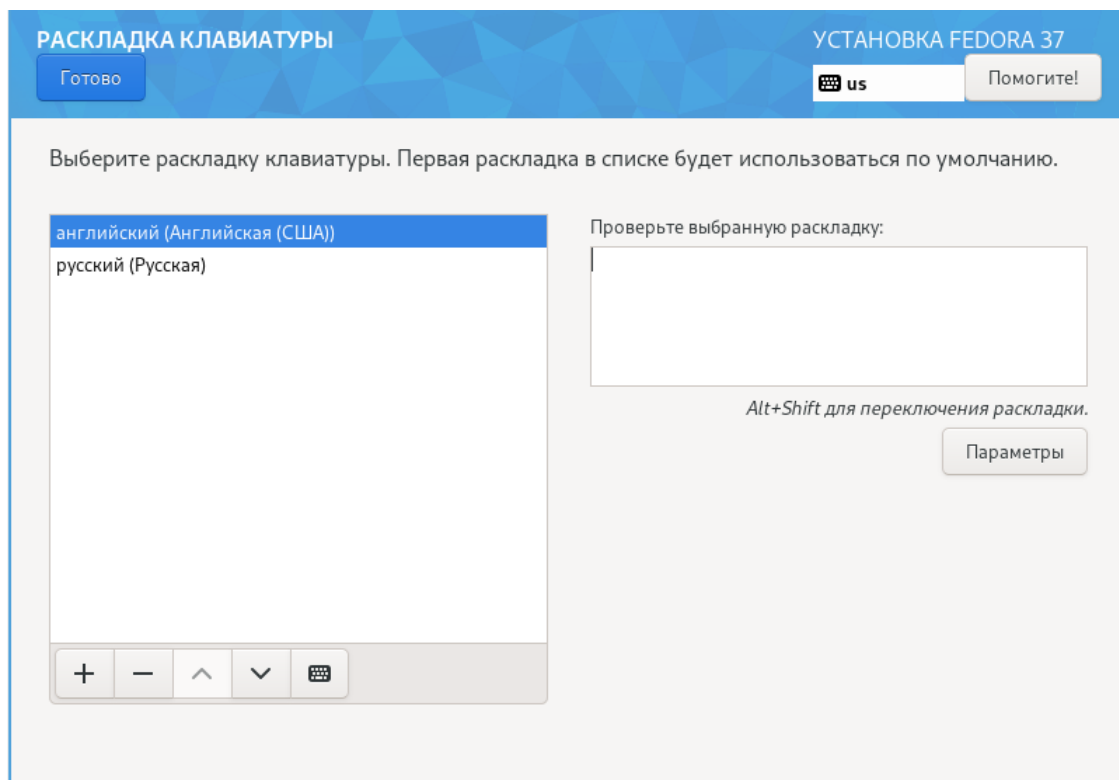 РАСКЛАДКА КЛАВИАТУРЫ
УСТАНОВКА FEDORA 37
Готово
us
Помогите!
Выберите раскладку клавиатуры. Первая раскладка в списке будет использоваться по умолчанию.
английский (Английская (США))
русский (Русская)
Проверьте выбранную раскладку:
Alt+Shift для переключения раскладки.
Параметры